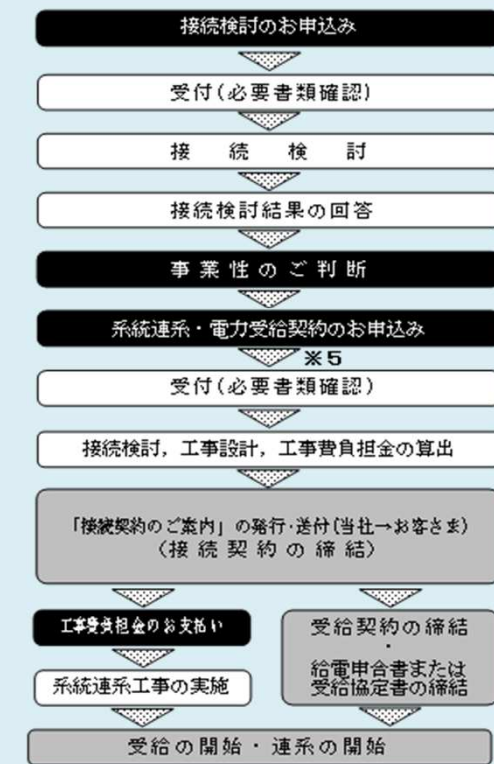 接続検討のお申込み
受付(必要書類確認)
接続検討
接続検討結果の回答
事業性のご判断
系統連系・電力受給契約のお申込み
※5
受付(必要書類確認)
接続検討，工事設計，工事費負担金の算出
「接続契約のご案内」の発行・送付(当社→お客さま)
(接続契約の締結)
工事費負担金のお支払い
系統連系工事の実施
受給契約の締結
・
給電申合書または
受給協定書の締結
受給の開始・連系の開始